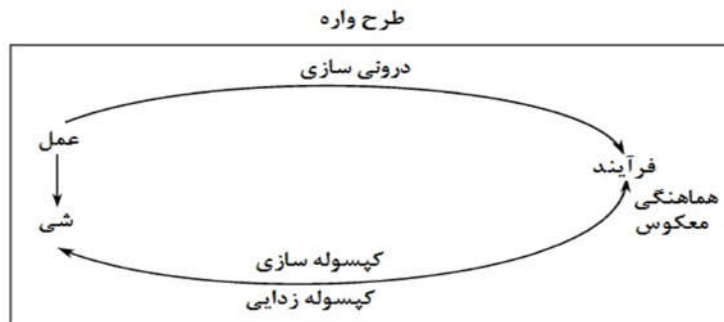 طرح واره
درونی سازی
عمل
فرآیند
هماهنگی
معکوس
شی
کپسوله سازی
کپسوله زدایی